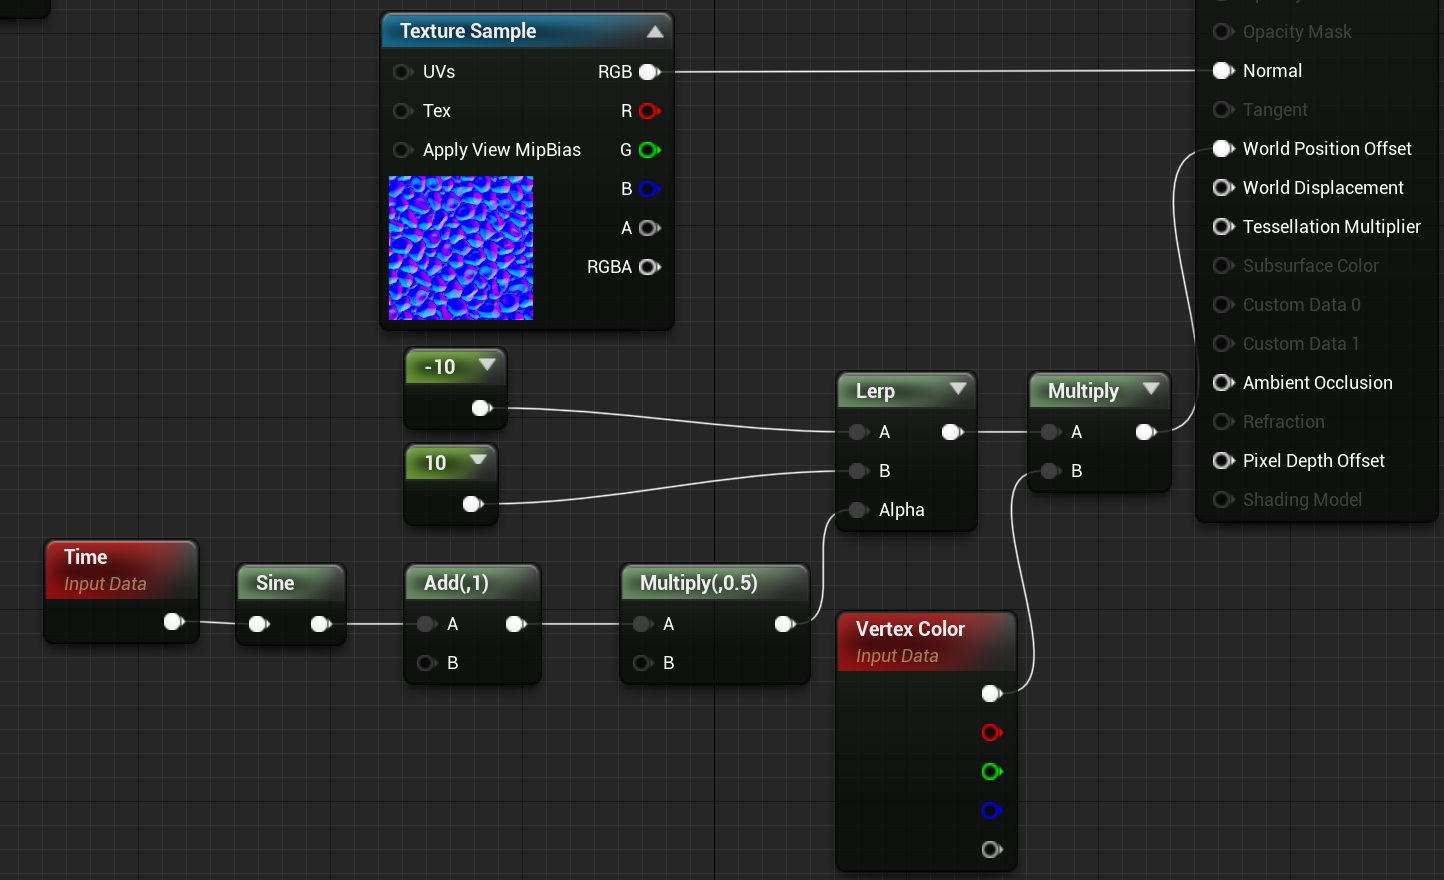 Texture Sample
UVs
RGB
Tex
R
Apply View MipBias
G
B
A
RGBA
Opacity Mask
Normal
Tangent
World Position Offset
World Displacement
Tessellation Multiplier
Subsurface Color
Custom Data 0
Custom Data 1
Ambient Occlusion
Refraction
Pixel Depth Offset
Shading Model
-10
10
Lerp
A
B
Alpha
Multiply
A
B
Time
Input Data
Sine
Add(,1)
A
B
Multiply(,0.5)
A
B
Vertex Color
Input Data